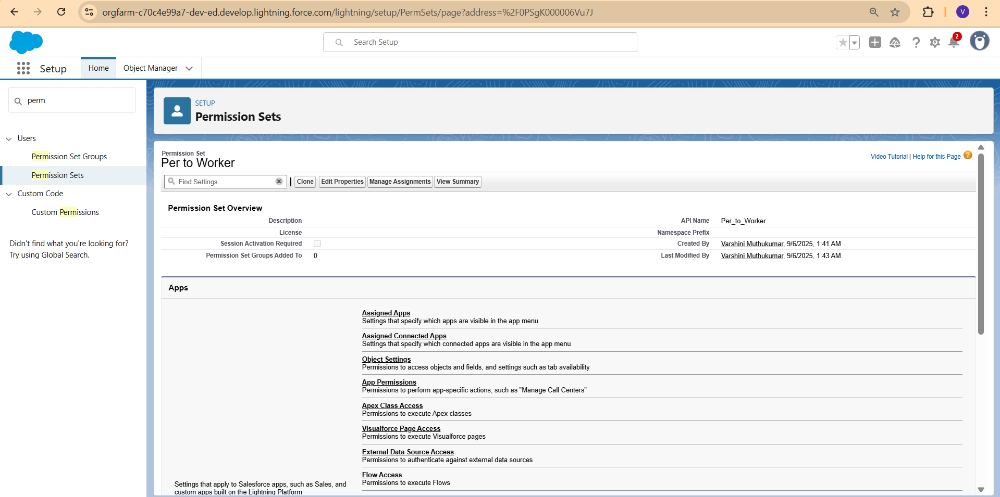 orgfarm-c70c4e99a7-dev-ed.develop.lightning.force.com/lightning/setup/PermSets/page?address=%2F0PSgK000006Vu7J
V
Search Setup
2
Setup
Home
Object Manager
perm
Users
Permission Set Groups
Permission Sets
Custom Code
Custom Permissions
Didn't find what you're looking for?
Try using Global Search.
SETUP
Permission Sets
Permission Set
Per to Worker
Video Tutorial | Help for this Page ?
Find Settings...
Clone
Edit Properties
Manage Assignments
View Summary
Permission Set Overview
Description
API Name Per_to_Worker
License
Namespace Prefix
Session Activation Required
Created By Varshini Muthukumar, 9/6/2025, 1:41 AM
Permission Set Groups Added To 0
Last Modified By Varshini Muthukumar, 9/6/2025, 1:43 AM
Apps
Assigned Apps
Settings that specify which apps are visible in the app menu
Assigned Connected Apps
Settings that specify which connected apps are visible in the app menu
Object Settings
Permissions to access objects and fields, and settings such as tab availability
App Permissions
Permissions to perform app-specific actions, such as "Manage Call Centers"
Apex Class Access
Permissions to execute Apex classes
Visualforce Page Access
Permissions to execute Visualforce pages
External Data Source Access
Permissions to authenticate against external data sources
Flow Access
Permissions to execute Flows
Settings that apply to Salesforce apps, such as Sales, and
custom apps built on the Lightning Platform